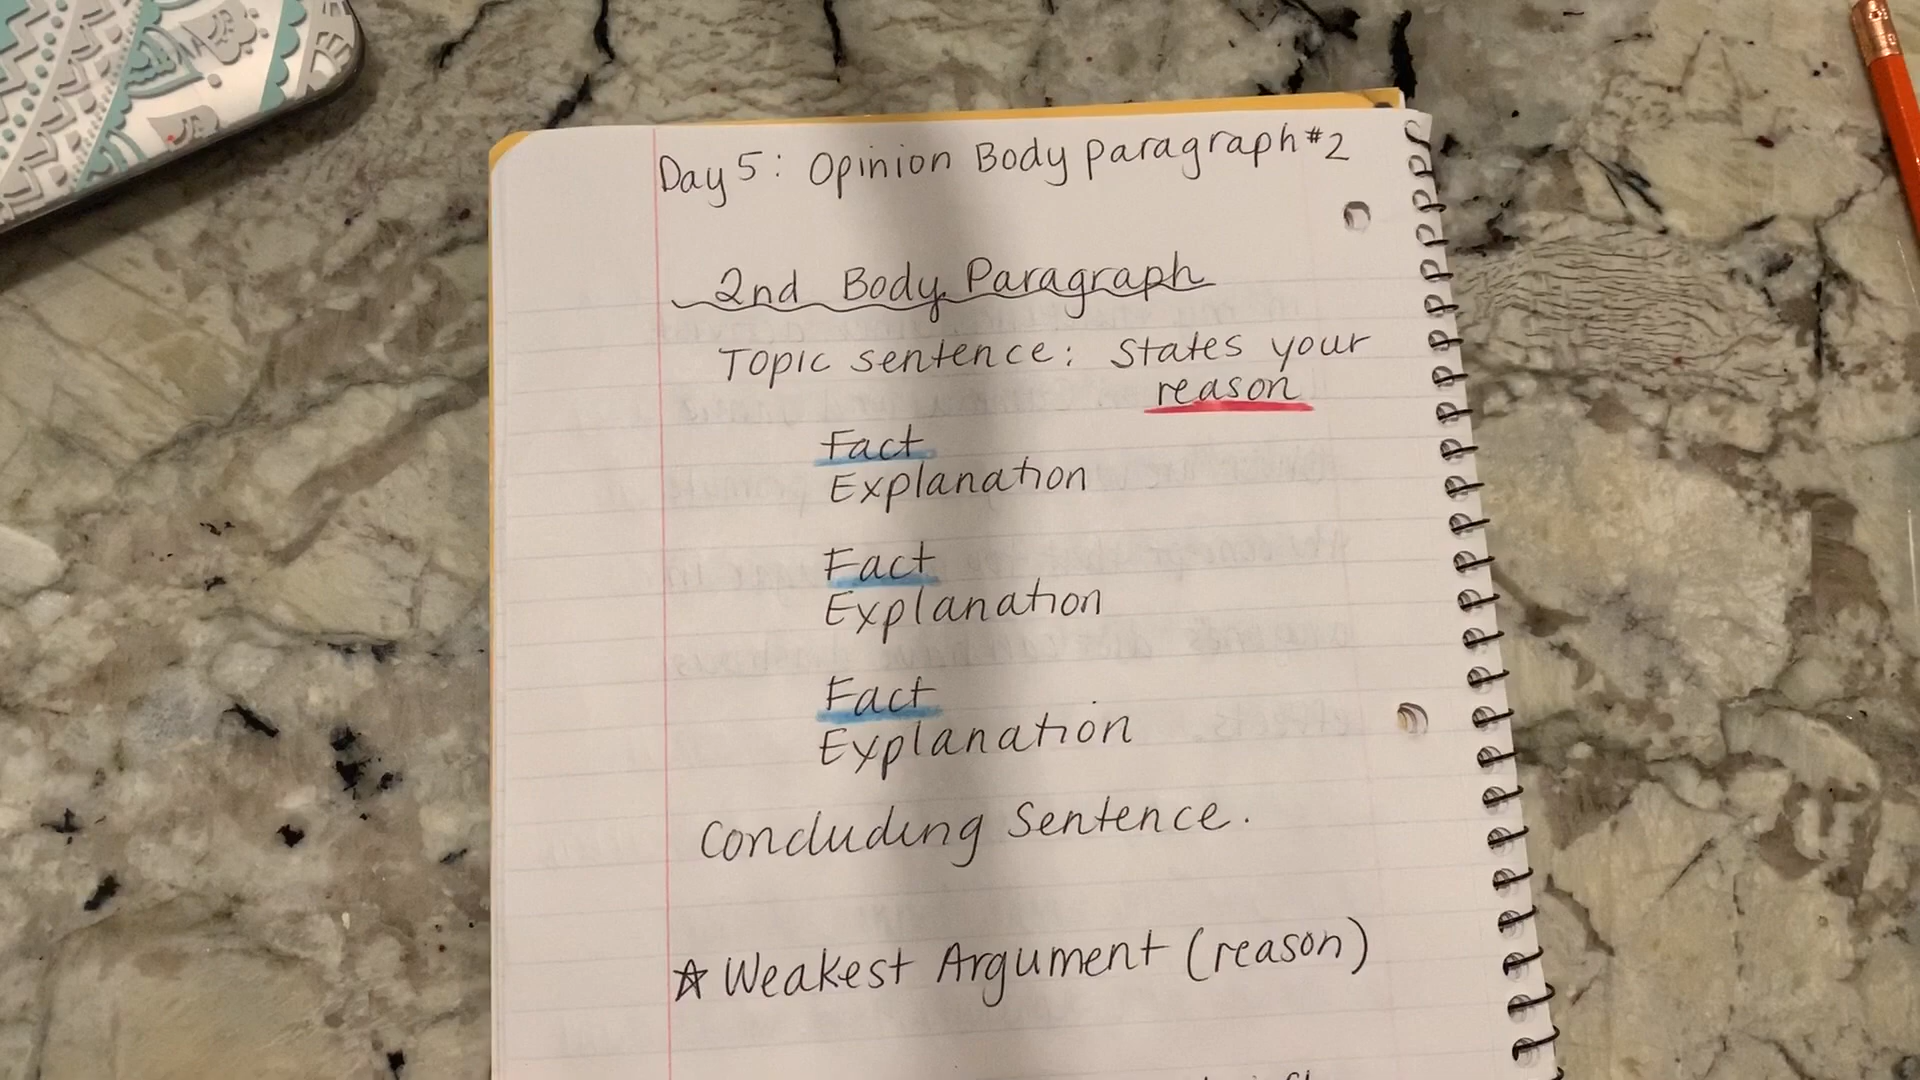 Day 5: Opinion Body paragraph #2
2nd Body Paragraph
Topic sentence: States your
reason
Fact
Explanation
Fact
Explanation
Fact
Explanation
Concluding Sentence.
☆ Weakest Argument (reason)